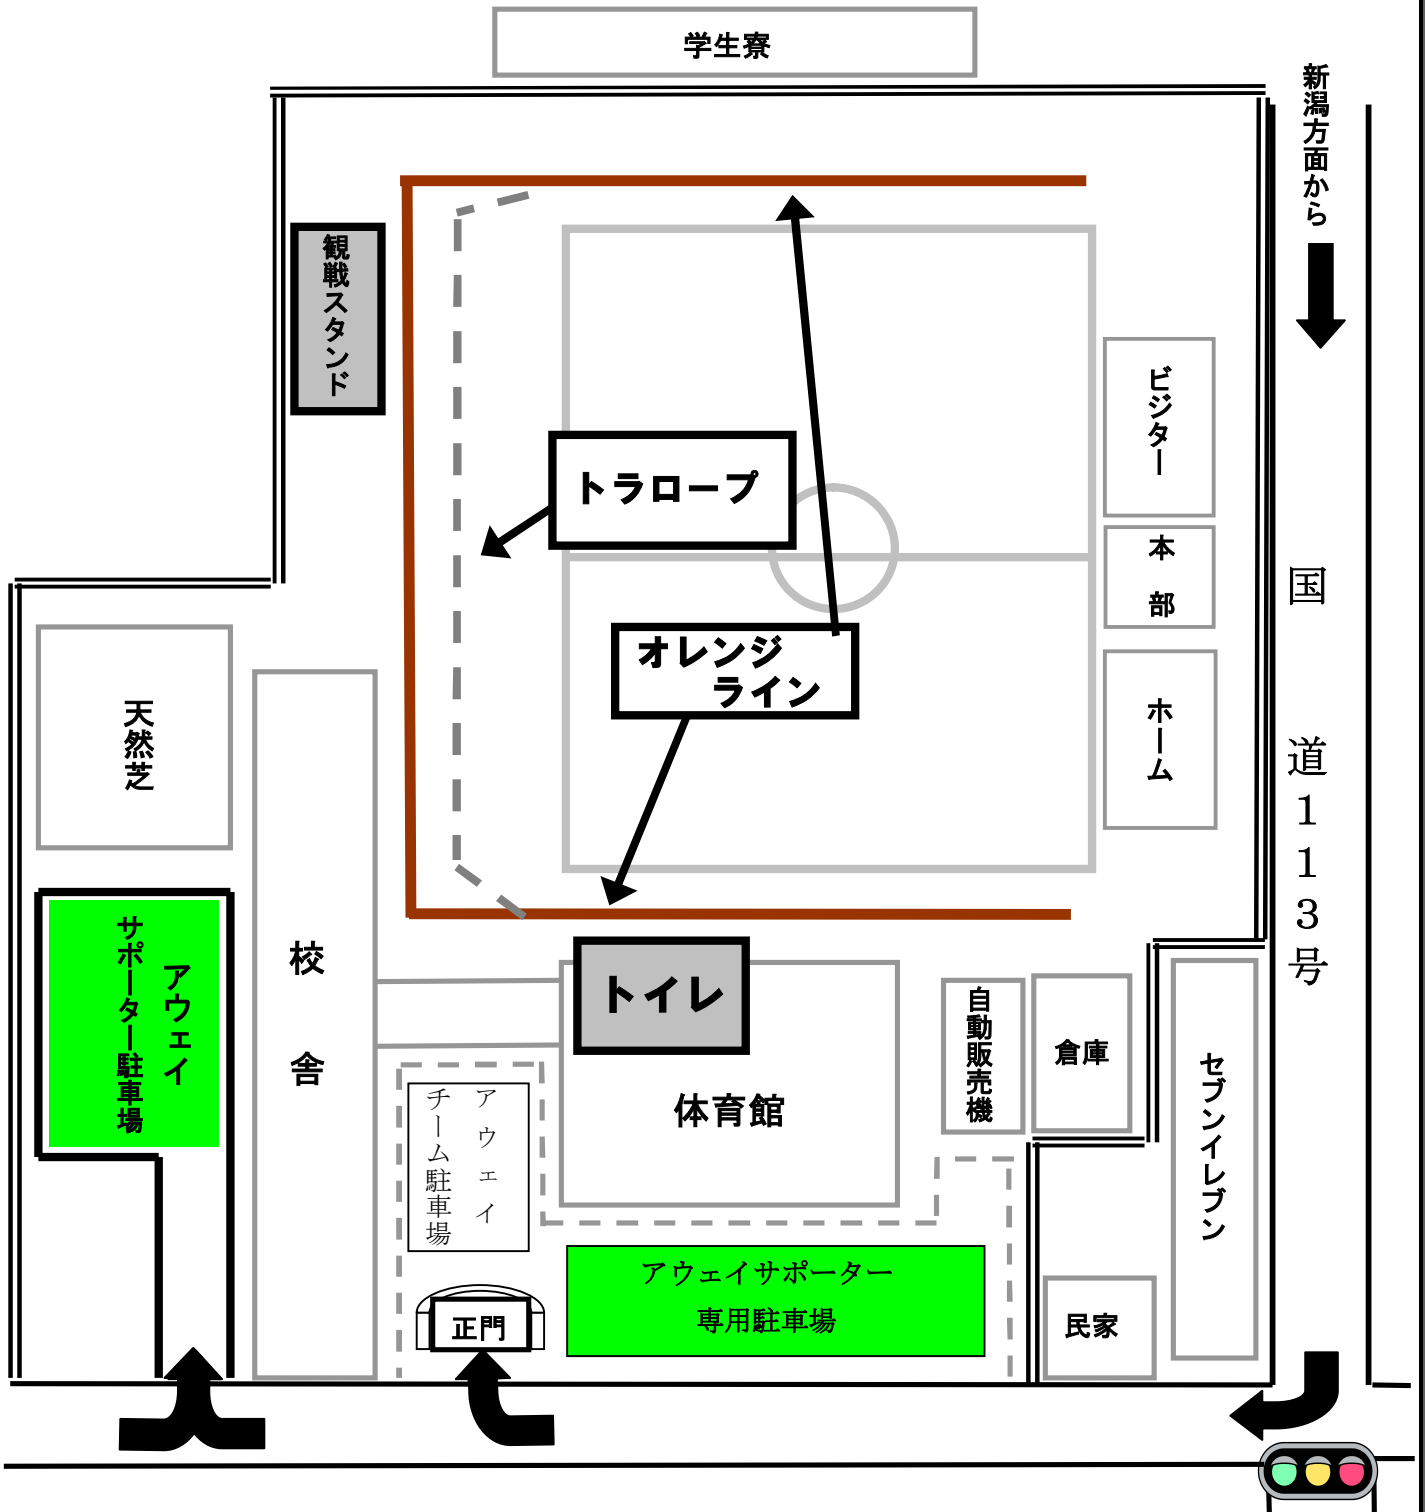 学生寮
新潟方面から
観戦スタンド
ビジター
トラロープ
本部
国道１１３号
オレンジ
ライン
ホーム
天然芝
アウェイ
サポーター駐車場
校舎
トイレ
自動販売機
倉庫
セブンイレブン
体育館
アウェイ
チーム駐車場
アウェイサポーター
専用駐車場
正門
民家